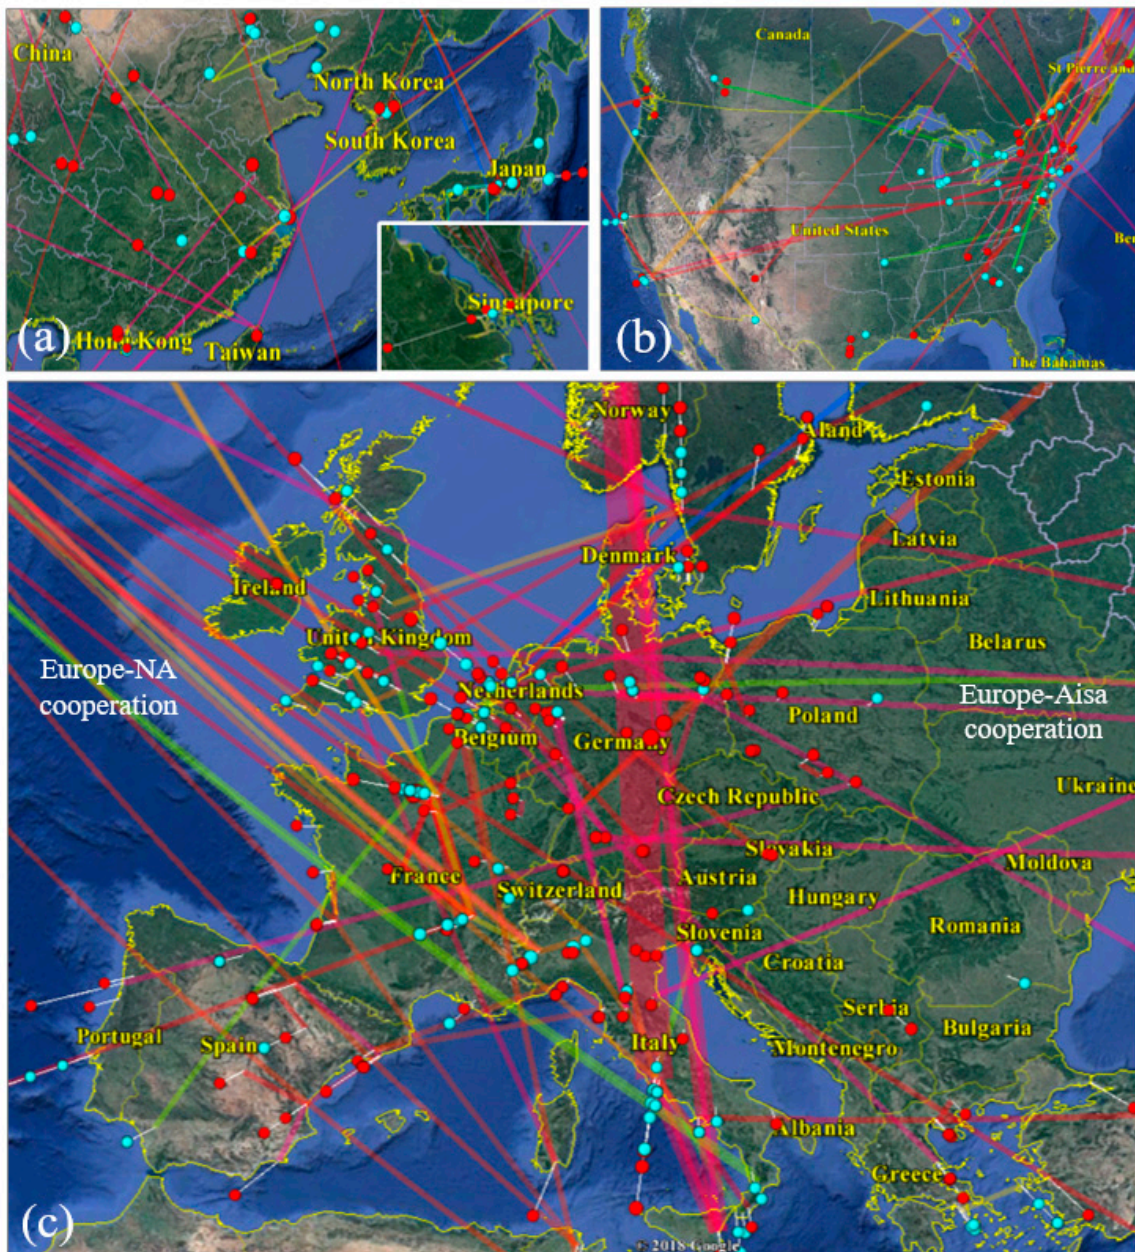 China
North Korea
South Korea
Japan
Singapore
(a)
Hong Kong
Taiwan
Canada
St Pierre and
United States
Ber
(b)
The Bahamas
Norway
Aland
Estonia
Latvia
Denmark
Ireland
Lithuania
United Kingdom
Belarus
Europe-NA
cooperation
Netherlands
Europe-Aisa
cooperation
Poland
Belgium
Germany
Czech Republic
Ukraine
Slovakia
Moldova
France
Switzerland
Austria
Hungary
Romania
Slovenia
Croatia
Serbia
Bulgaria
Portugal
Spain
Italy
Montenegro
Albania
Greece
(c)
© 2018 Google